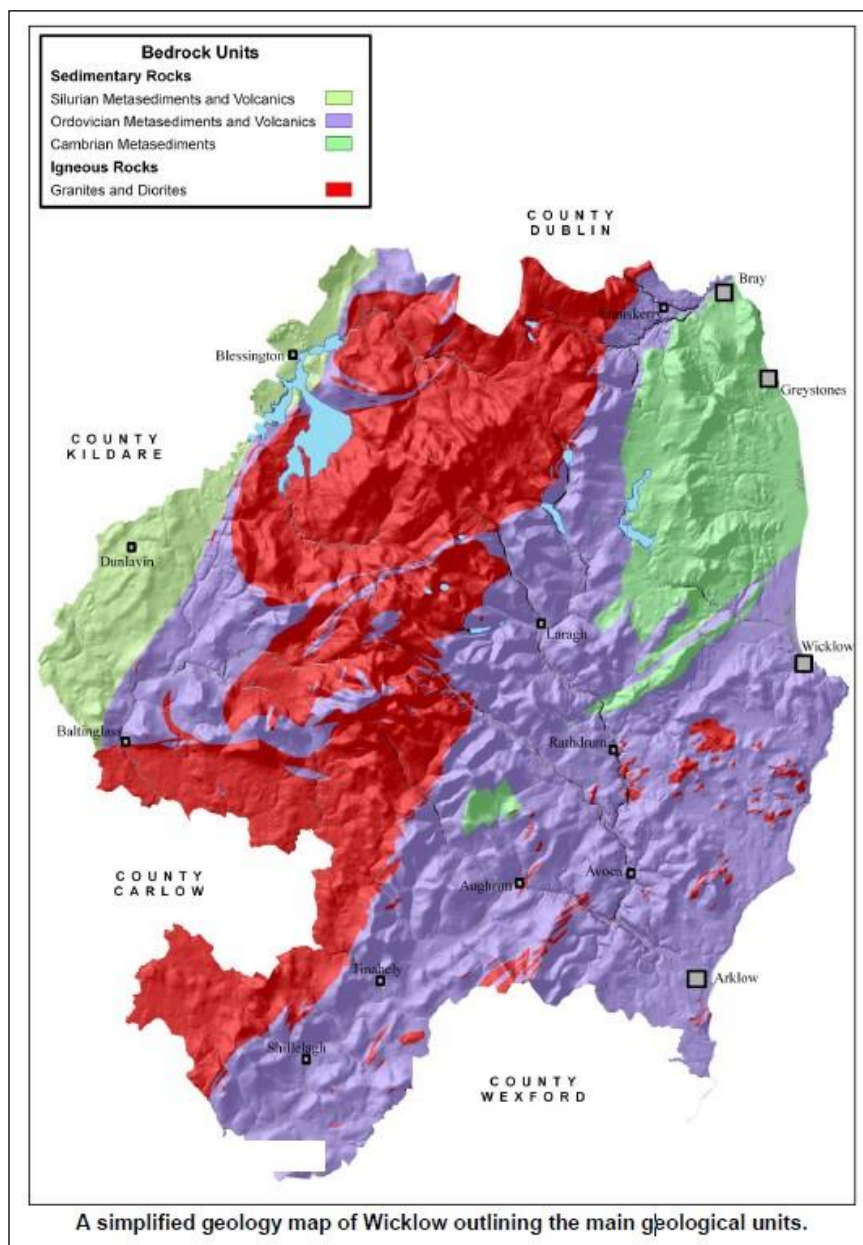 Bedrock Units
Sedimentary Rocks
Silurian Metasediments and Volcanics
Ordovician Metasediments and Volcanics
Cambrian Metasediments
Igneous Rocks
Granites and Diorites
COUNTY
DUBLIN
Bray
Enniskerry
Blessington
Greystones
COUNTY
KILDARE
Dunlavin
Laragh
Wicklow
Baltinglass
Rathdrum
COUNTY
CARLOW
Aughrim
Avoca
Tinahely
Arklow
Shillelagh
COUNTY
WEXFORD
A simplified geology map of Wicklow outlining the main geological units.